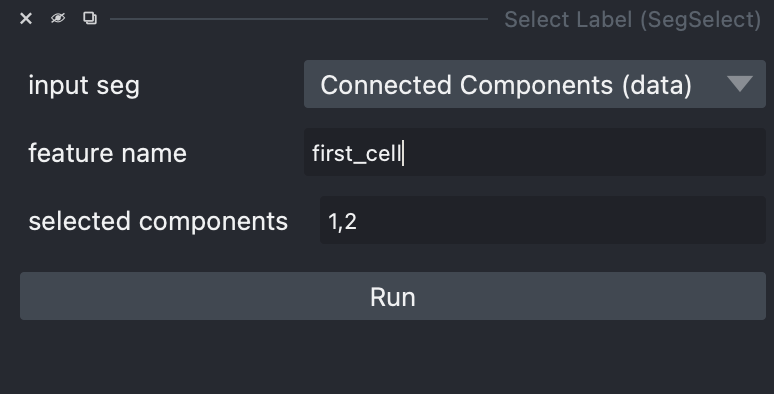 Select Label (SegSelect)
input seg Connected Components (data)
feature name first_cell
selected components 1,2
Run